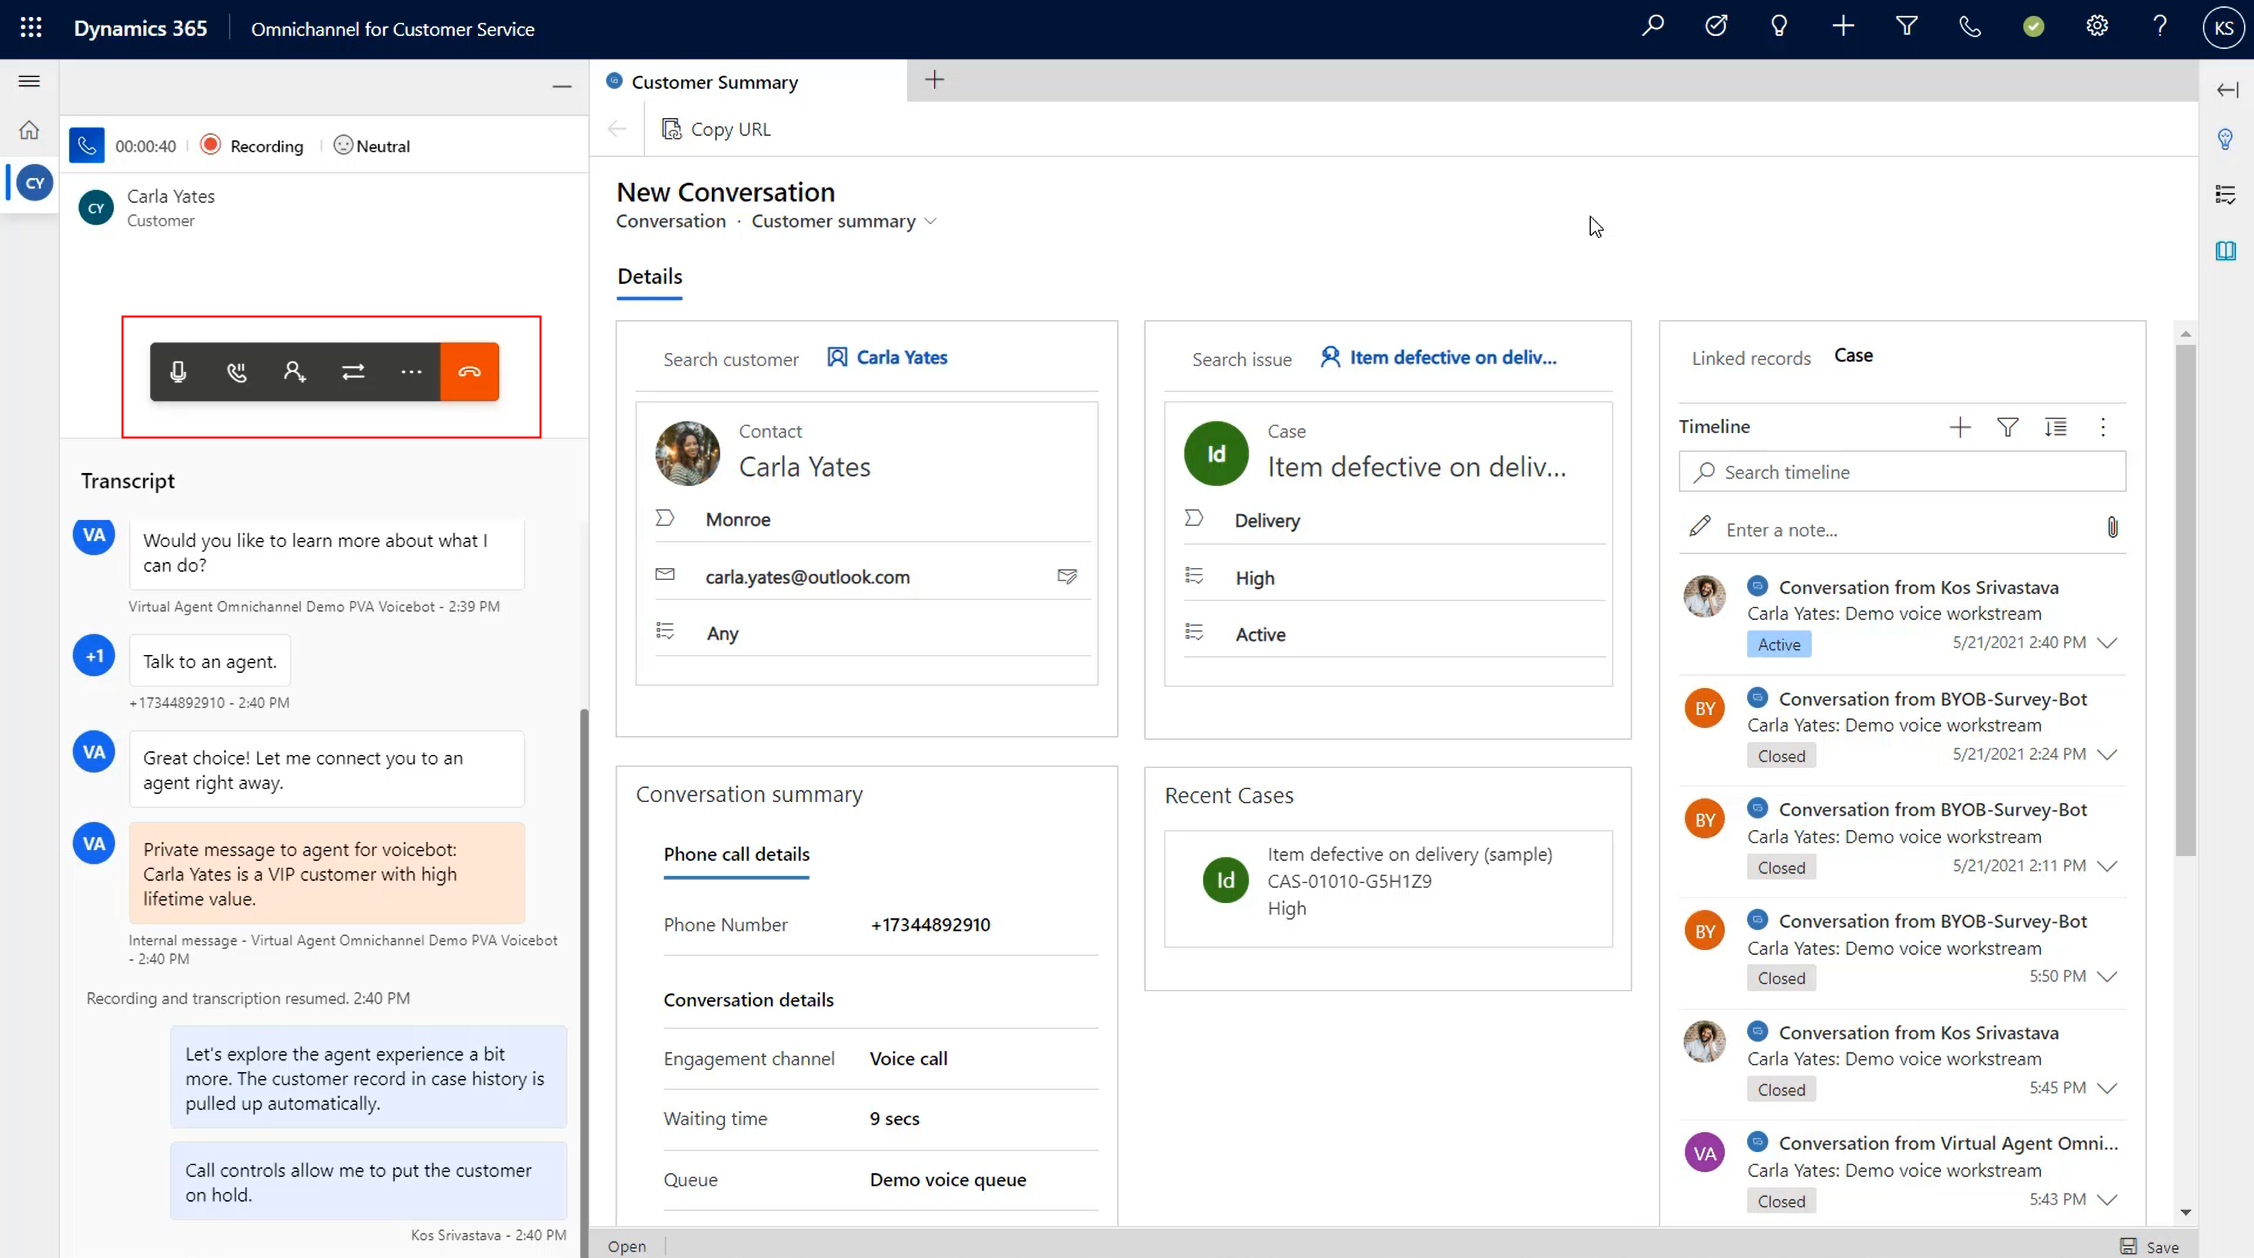 Dynamics 365
Omnichannel for Customer Service
KS
CY
00:00:40
Recording
Neutral
CY
Carla Yates
Customer
Transcript
VA
Would you like to learn more about what I
can do?
Virtual Agent Omnichannel Demo PVA Voicebot - 2:39 PM
+1
Talk to an agent.
+17344892910 - 2:40 PM
VA
Great choice! Let me connect you to an
agent right away.
VA
Private message to agent for voicebot:
Carla Yates is a VIP customer with high
lifetime value.
Internal message - Virtual Agent Omnichannel Demo PVA Voicebot
- 2:40 PM
Recording and transcription resumed. 2:40 PM
Let's explore the agent experience a bit
more. The customer record in case history is
pulled up automatically.
Call controls allow me to put the customer
on hold.
Kos Srivastava - 2:40 PM
Customer Summary
Copy URL
New Conversation
Conversation · Customer summary
Details
Search customer
Carla Yates
Contact
Carla Yates
Monroe
carla.yates@outlook.com
Any
Search issue
Item defective on deliv...
Id
Case
Item defective on deliv...
Delivery
High
Active
Conversation summary
Phone call details
Phone Number
+17344892910
Conversation details
Engagement channel
Voice call
Waiting time
9 secs
Queue
Demo voice queue
Recent Cases
Id
Item defective on delivery (sample)
CAS-01010-G5H1Z9
High
Linked records
Case
Timeline
Search timeline
Enter a note...
Conversation from Kos Srivastava
Carla Yates: Demo voice workstream
Active
5/21/2021 2:40 PM
BY
Conversation from BYOB-Survey-Bot
Carla Yates: Demo voice workstream
Closed
5/21/2021 2:24 PM
BY
Conversation from BYOB-Survey-Bot
Carla Yates: Demo voice workstream
Closed
5/21/2021 2:11 PM
BY
Conversation from BYOB-Survey-Bot
Carla Yates: Demo voice workstream
Closed
5:50 PM
Conversation from Kos Srivastava
Carla Yates: Demo voice workstream
Closed
5:45 PM
VA
Conversation from Virtual Agent Omni...
Carla Yates: Demo voice workstream
Closed
5:43 PM
Open
Save